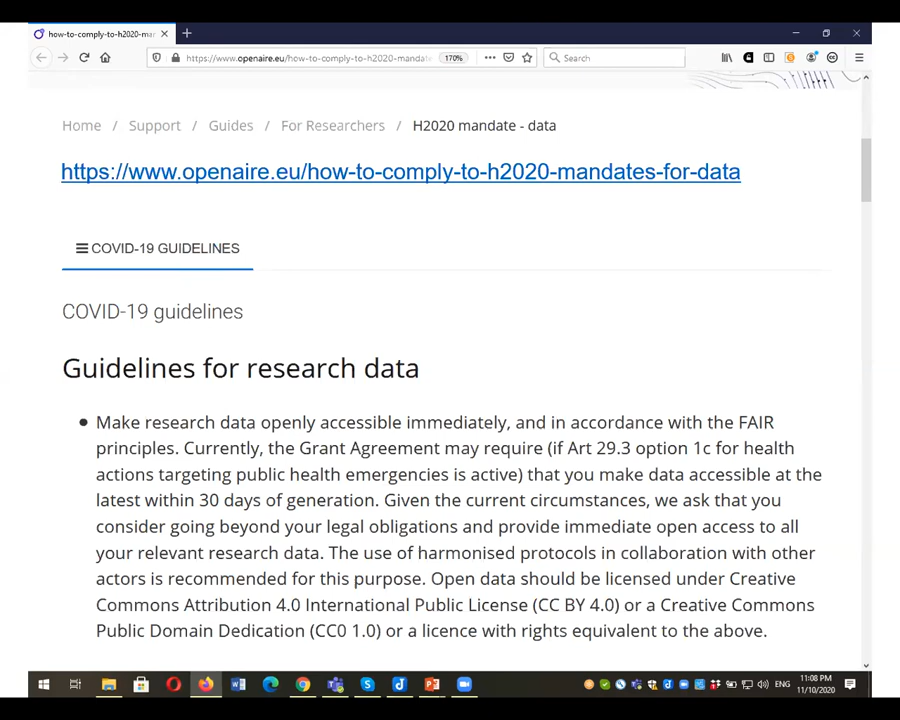 how-to-comply-to-h2020-ma
https://www.openaire.eu/how-to-comply-to-h2020-mandate
170%
Search
Home / Support / Guides / For Researchers / H2020 mandate - data
https://www.openaire.eu/how-to-comply-to-h2020-mandates-for-data
COVID-19 GUIDELINES
COVID-19 guidelines
Guidelines for research data
Make research data openly accessible immediately, and in accordance with the FAIR
principles. Currently, the Grant Agreement may require (if Art 29.3 option 1c for health
actions targeting public health emergencies is active) that you make data accessible at the
latest within 30 days of generation. Given the current circumstances, we ask that you
consider going beyond your legal obligations and provide immediate open access to all
your relevant research data. The use of harmonised protocols in collaboration with other
actors is recommended for this purpose. Open data should be licensed under Creative
Commons Attribution 4.0 International Public License (CC BY 4.0) or a Creative Commons
Public Domain Dedication (CC0 1.0) or a licence with rights equivalent to the above.
ENG
11:08 PM
11/10/2020